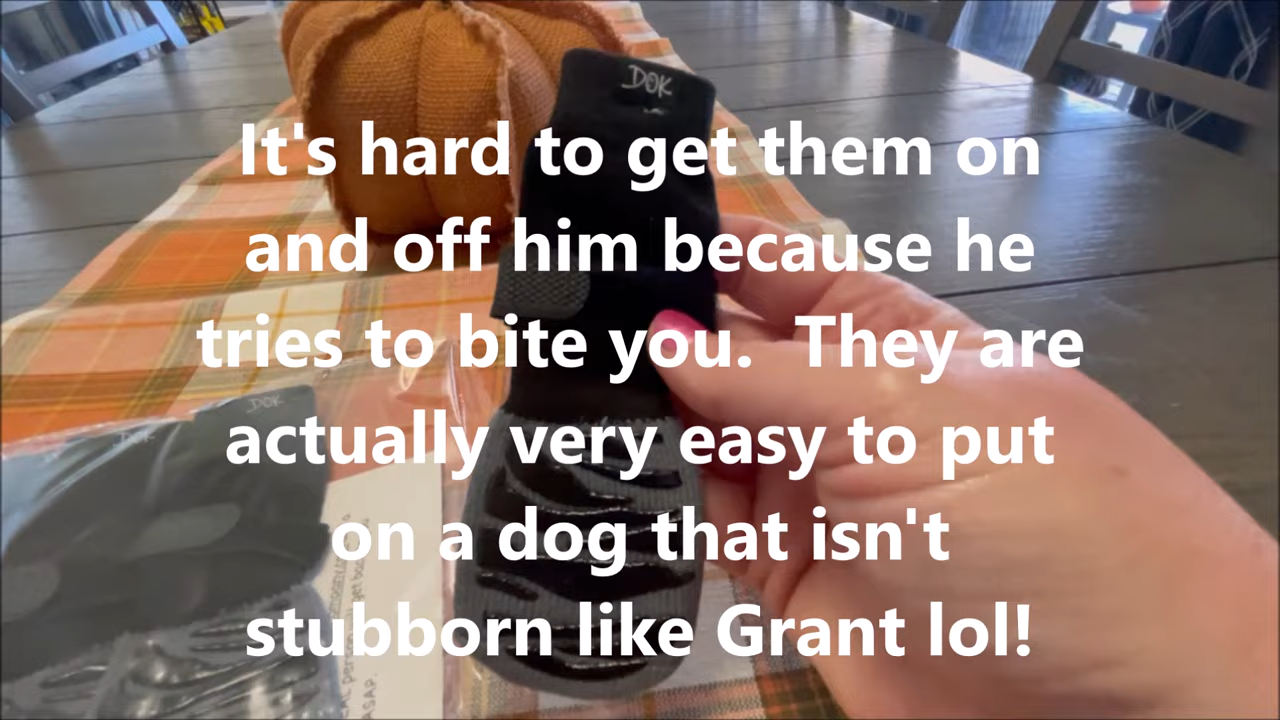 DOK
It's hard to get them on
and off him because he
tries to bite you.  They are
actually very easy to put
on a dog that isn't
stubborn like Grant lol!
DOK
ASAP.